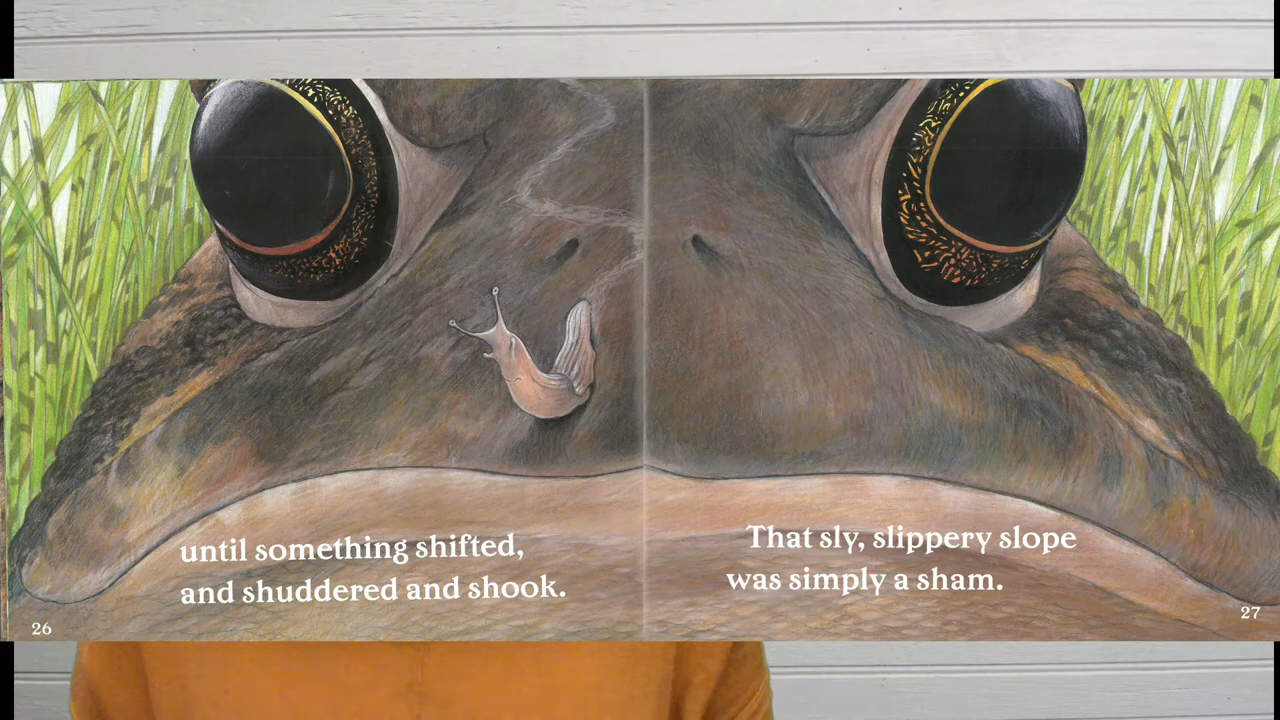 until something shifted,
and shuddered and shook.
26
That sly, slippery slope
was simply a sham.
27